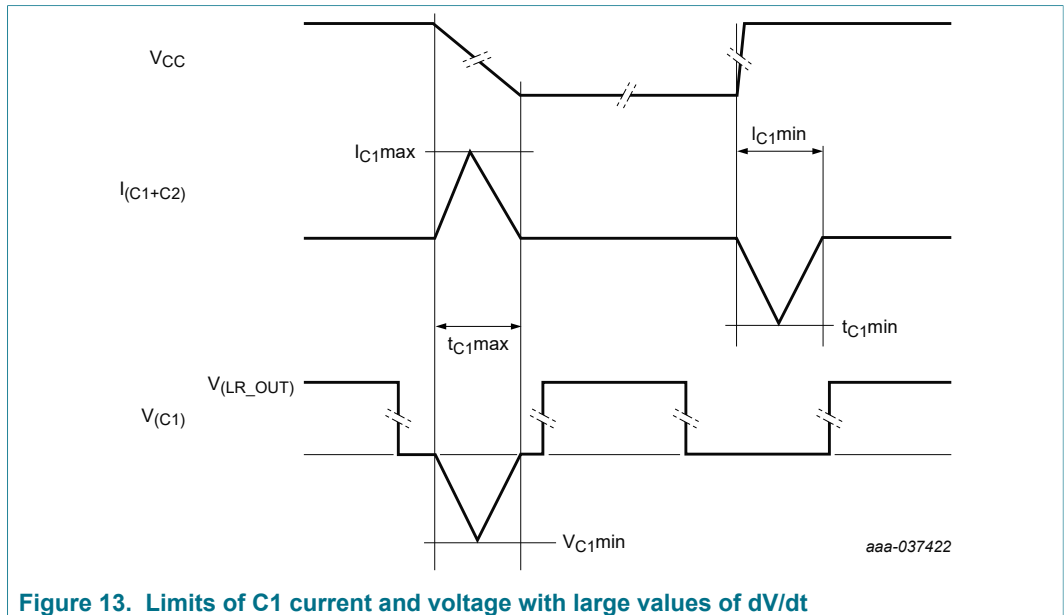 VCC
IC1max
IC1min
I(C1+C2)
tC1max
tC1min
V(LR_OUT)
V(C1)
VC1min
aaa-037422
Figure 13. Limits of C1 current and voltage with large values of dV/dt